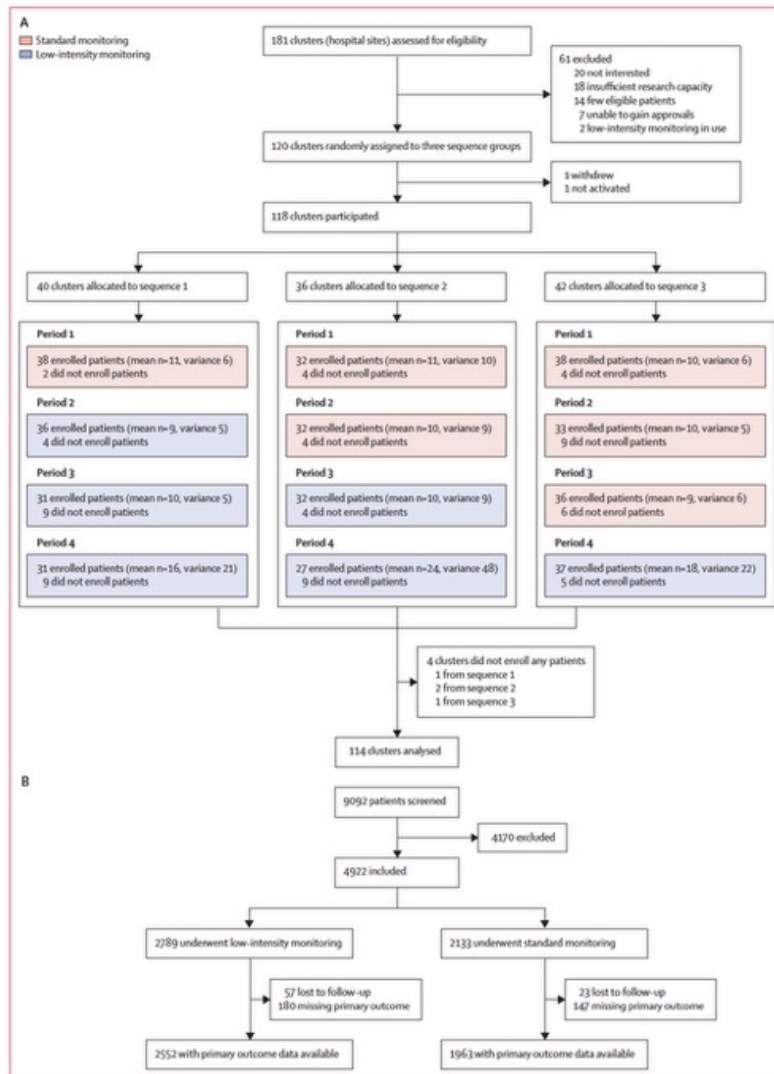 A
Standard monitoring
Low-intensity monitoring
181 clusters (hospital sites) assessed for eligibility
61 excluded
20 not interested
18 insufficient research capacity
14 few eligible patients
7 unable to gain approvals
2 low-intensity monitoring in use
120 clusters randomly assigned to three sequence groups
1 withdrew
1 not activated
118 clusters participated
40 clusters allocated to sequence 1
36 clusters allocated to sequence 2
42 clusters allocated to sequence 3
Period 1
38 enrolled patients (mean n=11, variance 6)
2 did not enroll patients
Period 2
36 enrolled patients (mean n=9, variance 5)
4 did not enroll patients
Period 3
31 enrolled patients (mean n=10, variance 5)
9 did not enroll patients
Period 4
31 enrolled patients (mean n=16, variance 21)
9 did not enroll patients
Period 1
32 enrolled patients (mean n=11, variance 10)
4 did not enroll patients
Period 2
32 enrolled patients (mean n=10, variance 9)
4 did not enroll patients
Period 3
32 enrolled patients (mean n=10, variance 9)
4 did not enroll patients
Period 4
27 enrolled patients (mean n=24, variance 48)
9 did not enroll patients
Period 1
38 enrolled patients (mean n=10, variance 6)
4 did not enroll patients
Period 2
33 enrolled patients (mean n=10, variance 5)
9 did not enroll patients
Period 3
36 enrolled patients (mean n=9, variance 6)
6 did not enrol patients
Period 4
37 enrolled patients (mean n=18, variance 22)
5 did not enroll patients
4 clusters did not enroll any patients
1 from sequence 1
2 from sequence 2
1 from sequence 3
114 clusters analysed
B
9092 patients screened
4170 excluded
4922 included
2789 underwent low-intensity monitoring
2133 underwent standard monitoring
57 lost to follow-up
180 missing primary outcome
23 lost to follow-up
147 missing primary outcome
2552 with primary outcome data available
1963 with primary outcome data available